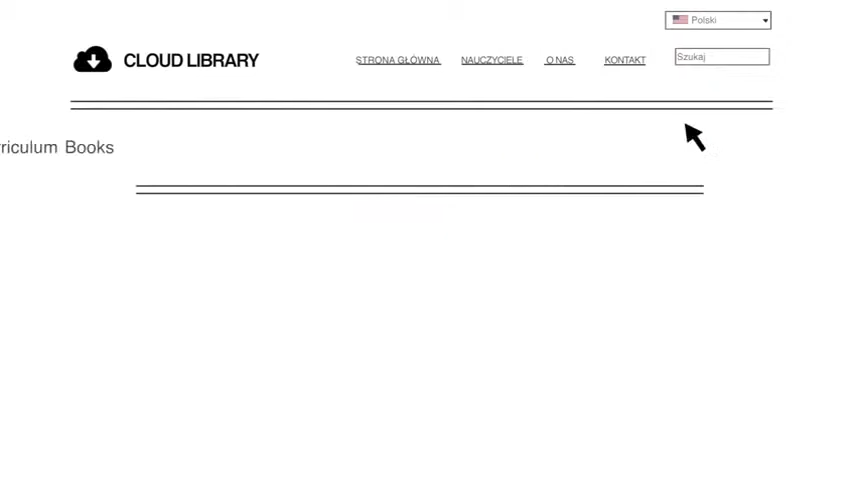 Polski
CLOUD LIBRARY
STRONA GŁÓWNA NAUCZYCIELE O NAS KONTAKT
Szukaj
riculum Books